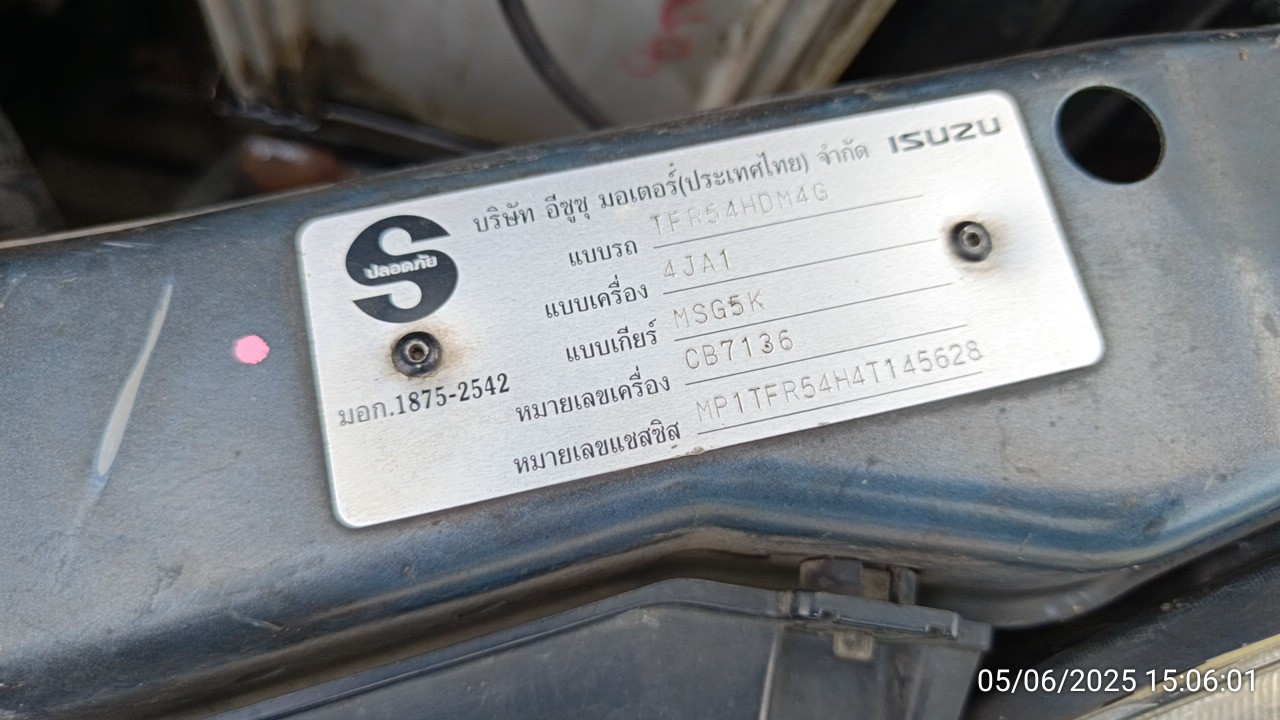 บริษัท อีซูซุ มอเตอร์(ประเทศไทย) จำกัด ISUZU
ปลอดภัย
มอก.1875-2542
แบบรถ TFR54HDM4G
แบบเครื่อง 4JA1
แบบเกียร์ MSG5K
หมายเลขเครื่อง CB7136
หมายเลขแชสซิส MP1TFR54H4T145628
05/06/2025 15:06:01